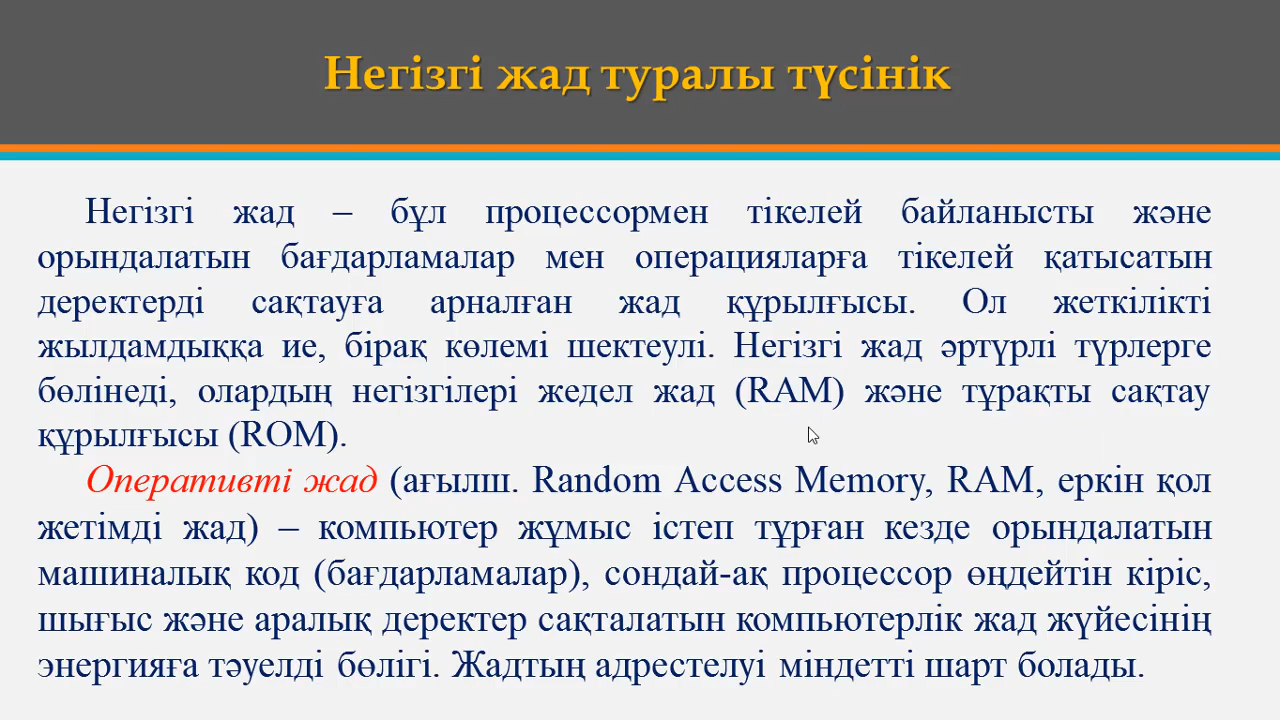 Негізгі жад туралы түсінік
Негізгі жад – бұл процессормен тікелей байланысты және
орындалатын бағдарламалар мен операцияларға тікелей қатысатын
деректерді сақтауға арналған жад құрылғысы. Ол жеткілікті
жылдамдыққа ие, бірақ көлемі шектеулі. Негізгі жад әртүрлі түрлерге
бөлінеді, олардың негізгілері жедел жад (RAM) және тұрақты сақтау
құрылғысы (ROM).
Оперативті жад (ағылш. Random Access Memory, RAM, еркін қол
жетімді жад) – компьютер жұмыс істеп тұрған кезде орындалатын
машиналық код (бағдарламалар), сондай-ақ процессор өңдейтін кіріс,
шығыс және аралық деректер сақталатын компьютерлік жад жүйесінің
энергияға тәуелді бөлігі. Жадтың адрестелуі міндетті шарт болады.